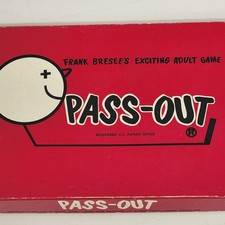 FRANK BRESEE'S EXCITING ADULT GAME
PASS-OUT
REGISTERED U.S. PATENT OFFICE
®
PASS-OUT